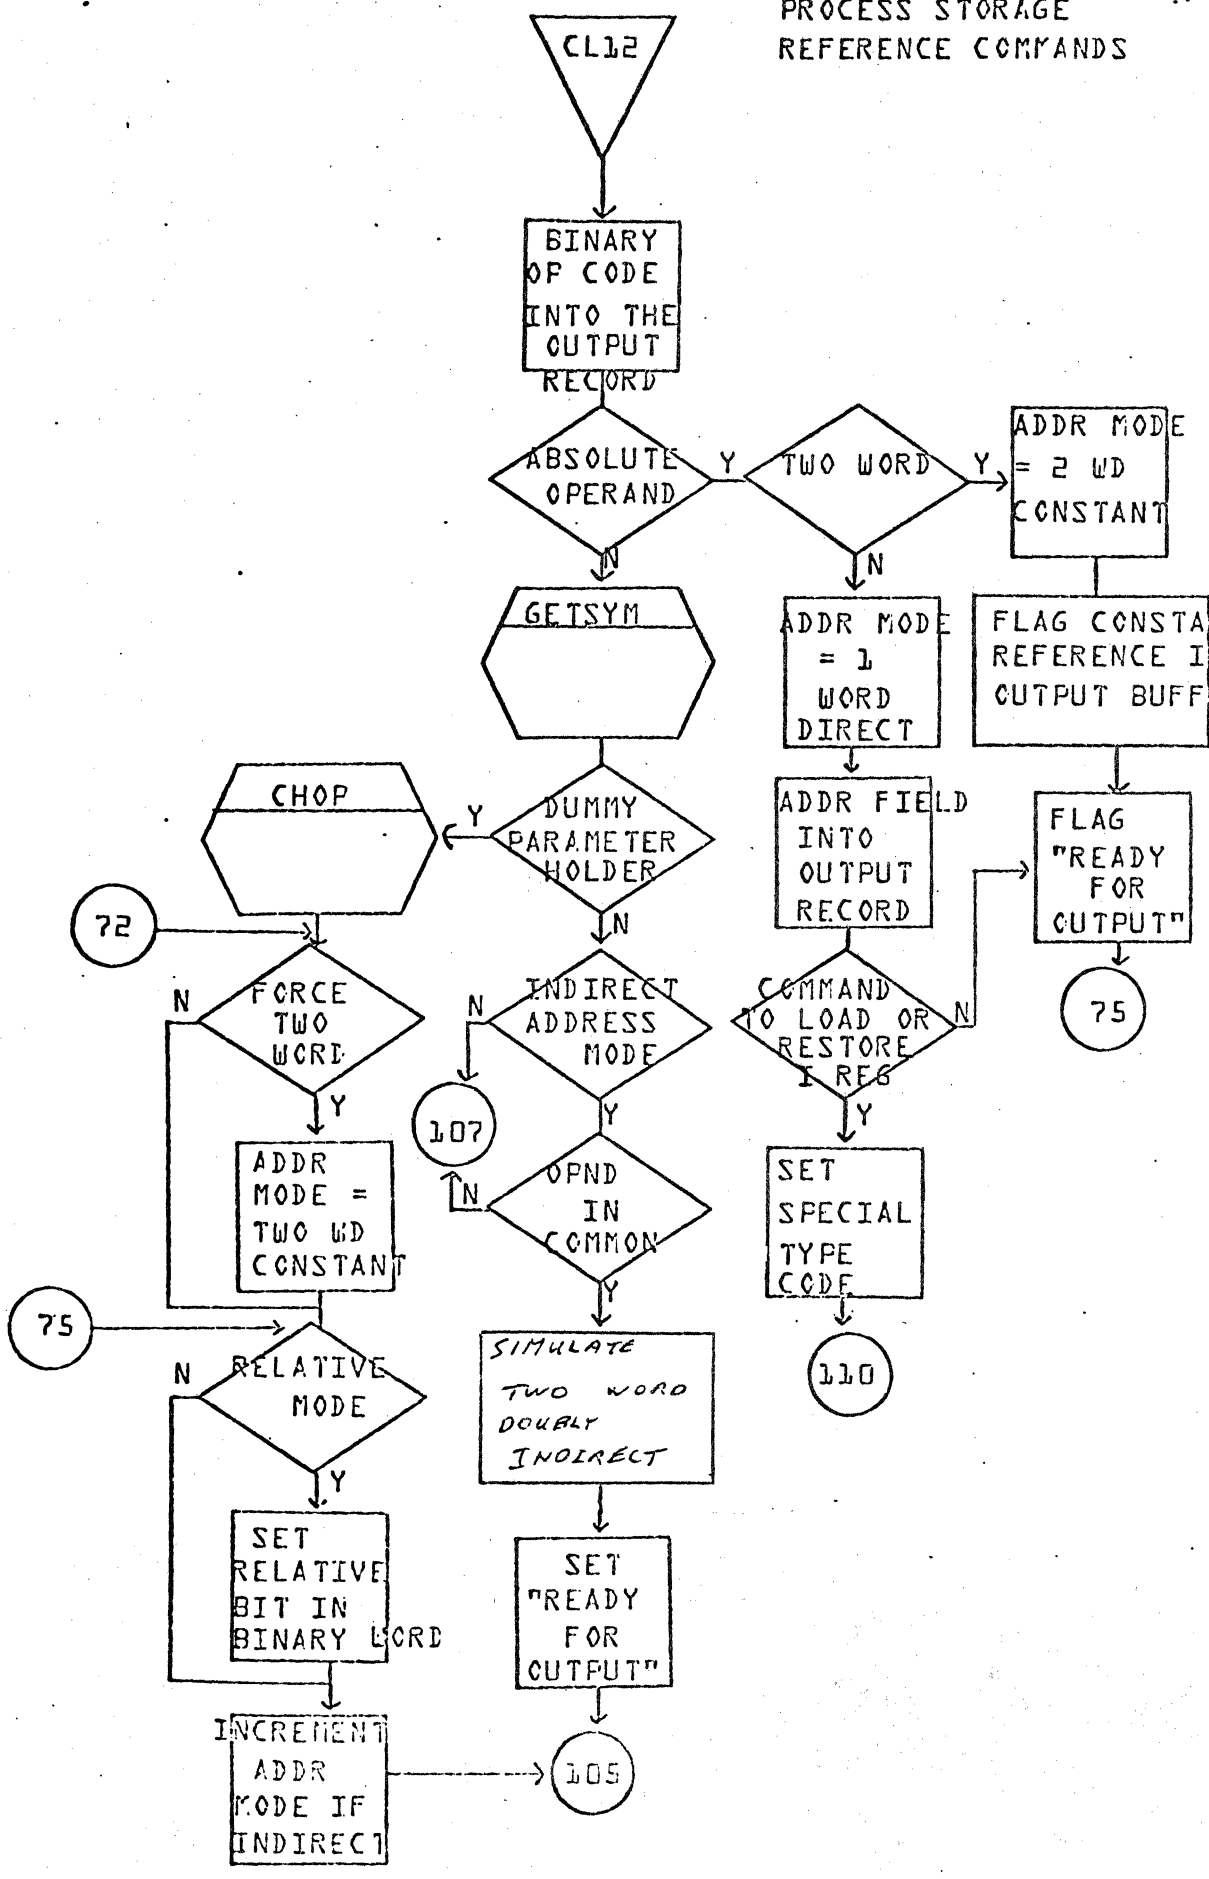 PROCESS STORAGE
REFERENCE COMMANDS
CL12
BINARY
OP CODE
INTO THE
OUTPUT
RECORD
ABSOLUTE
OPERAND
Y
N
TWO WORD
Y
N
ADDR MODE
= 2 WD
CONSTANT
GETSYM
ADDR MODE
= 1
WORD
DIRECT
FLAG CONSTA
REFERENCE I
OUTPUT BUFF
CHOP
Y
DUMMY
PARAMETER
HOLDER
N
ADDR FIELD
INTO
OUTPUT
RECORD
FLAG
"READY
FOR
OUTPUT"
72
N
FORCE
TWO
WORD
Y
N
INDIRECT
ADDRESS
MODE
Y
COMMAND
TO LOAD OR
RESTORE
I REG
N
Y
75
107
ADDR
MODE =
TWO WD
CONSTANT
N
OPND
IN
COMMON
Y
SET
SPECIAL
TYPE
CODE
75
N
RELATIVE
MODE
Y
SIMULATE
TWO WORD
DOUBLY
INDIRECT
110
SET
RELATIVE
BIT IN
BINARY WORD
SET
"READY
FOR
OUTPUT"
INCREMENT
ADDR
MODE IF
INDIRECT
105